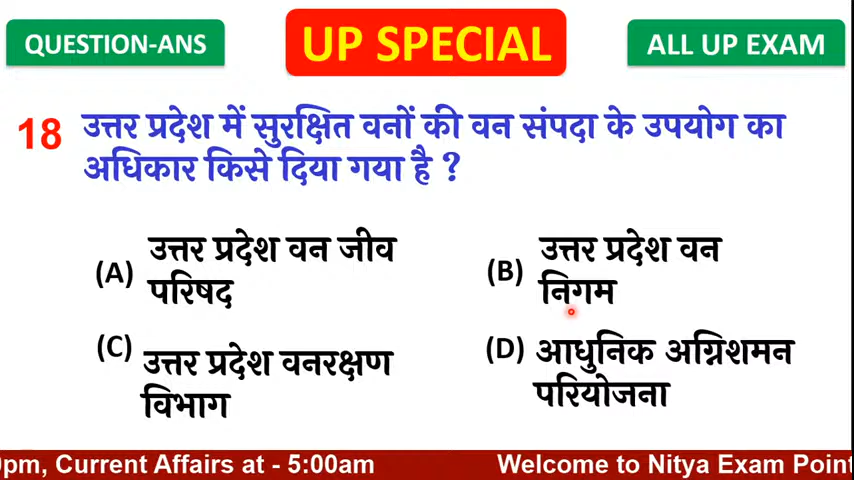 QUESTION-ANS
UP SPECIAL
ALL UP EXAM
18 उत्तर प्रदेश में सुरक्षित वनों की वन संपदा के उपयोग का
अधिकार किसे दिया गया है ?
(A) उत्तर प्रदेश वन जीव
परिषद
(B) उत्तर प्रदेश वन
निगम
(C) उत्तर प्रदेश वनरक्षण
विभाग
(D) आधुनिक अग्निशमन
परियोजना
0pm, Current Affairs at - 5:00am Welcome to Nitya Exam Point